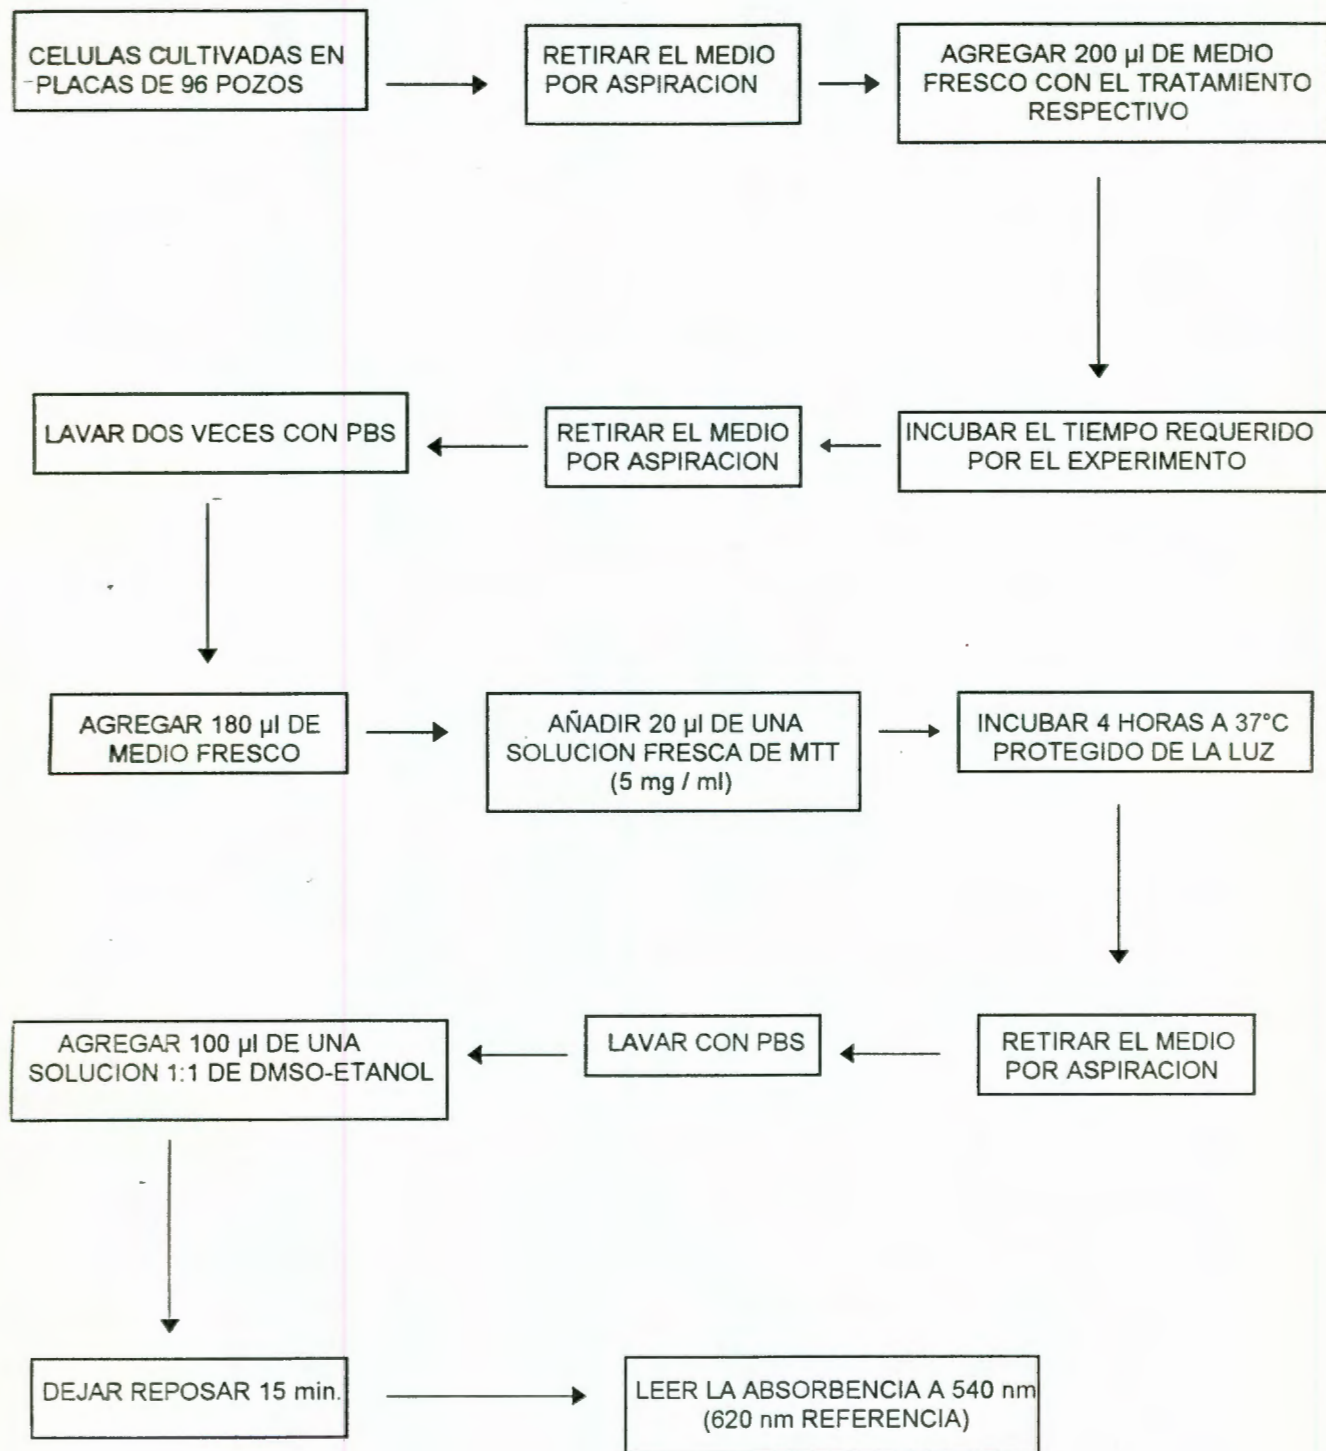 CELULAS CULTIVADAS EN
PLACAS DE 96 POZOS
RETIRAR EL MEDIO
POR ASPIRACION
AGREGAR 200 µl DE MEDIO
FRESCO CON EL TRATAMIENTO
RESPECTIVO
INCUBAR EL TIEMPO REQUERIDO
POR EL EXPERIMENTO
RETIRAR EL MEDIO
POR ASPIRACION
LAVAR DOS VECES CON PBS
AGREGAR 180 µl DE
MEDIO FRESCO
AÑADIR 20 µl DE UNA
SOLUCION FRESCA DE MTT
(5 mg / ml)
INCUBAR 4 HORAS A 37°C
PROTEGIDO DE LA LUZ
RETIRAR EL MEDIO
POR ASPIRACION
LAVAR CON PBS
AGREGAR 100 µl DE UNA
SOLUCION 1:1 DE DMSO-ETANOL
DEJAR REPOSAR 15 min.
LEER LA ABSORBENCIA A 540 nm
(620 nm REFERENCIA)